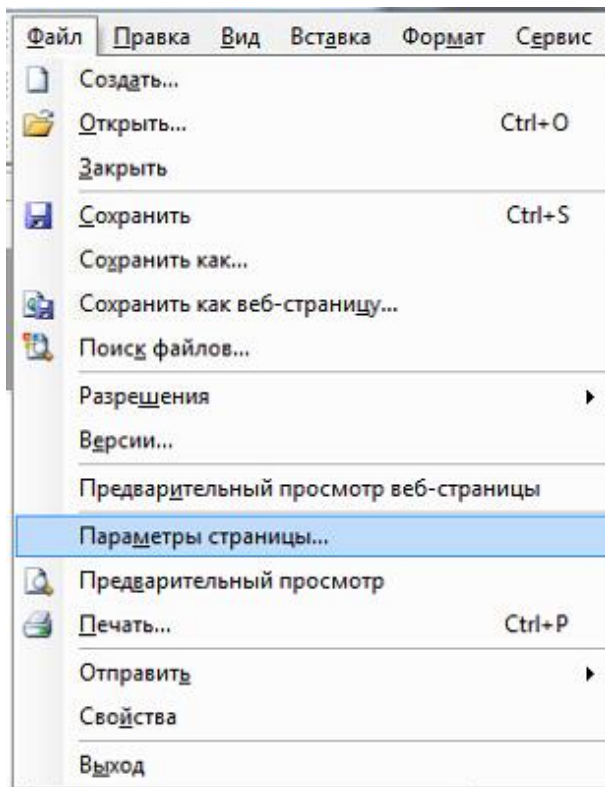 Файл Правка Вид Вставка Формат Сервис
Создать...
Открыть... Ctrl+O
Закрыть
Сохранить Ctrl+S
Сохранить как...
Сохранить как веб-страницу...
Поиск файлов...
Разрешения
Версии...
Предварительный просмотр веб-страницы
Параметры страницы...
Предварительный просмотр
Печать... Ctrl+P
Отправить
Свойства
Выход